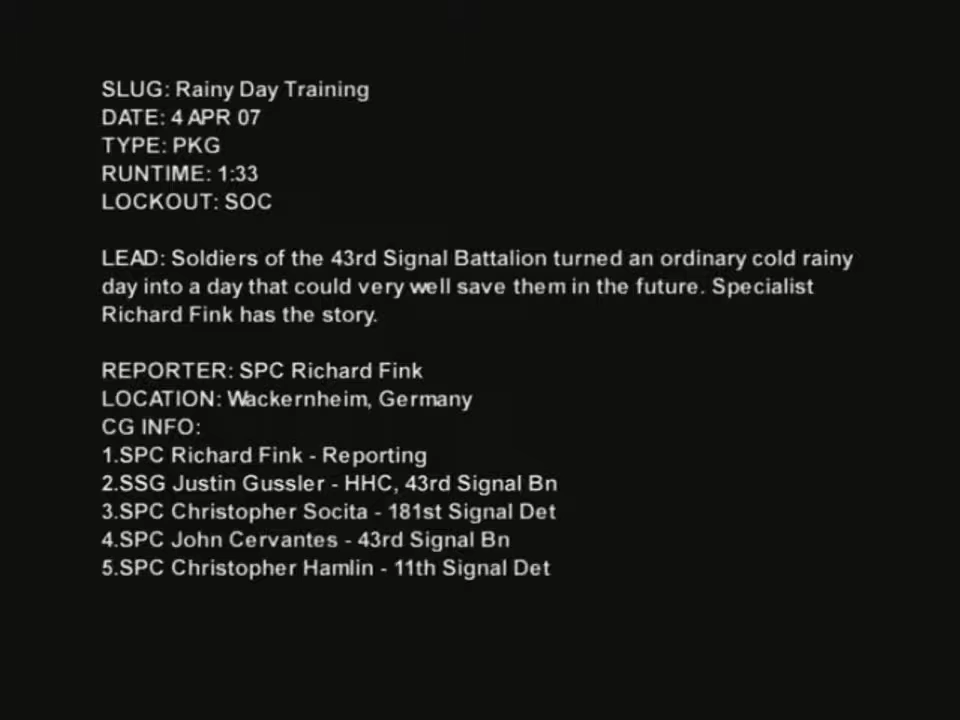 SLUG: Rainy Day Training
DATE: 4 APR 07
TYPE: PKG
RUNTIME: 1:33
LOCKOUT: SOC
LEAD: Soldiers of the 43rd Signal Battalion turned an ordinary cold rainy
day into a day that could very well save them in the future. Specialist
Richard Fink has the story.
REPORTER: SPC Richard Fink
LOCATION: Wackernheim, Germany
CG INFO:
1.SPC Richard Fink - Reporting
2.SSG Justin Gussler - HHC, 43rd Signal Bn
3.SPC Christopher Socita - 181st Signal Det
4.SPC John Cervantes - 43rd Signal Bn
5.SPC Christopher Hamlin - 11th Signal Det